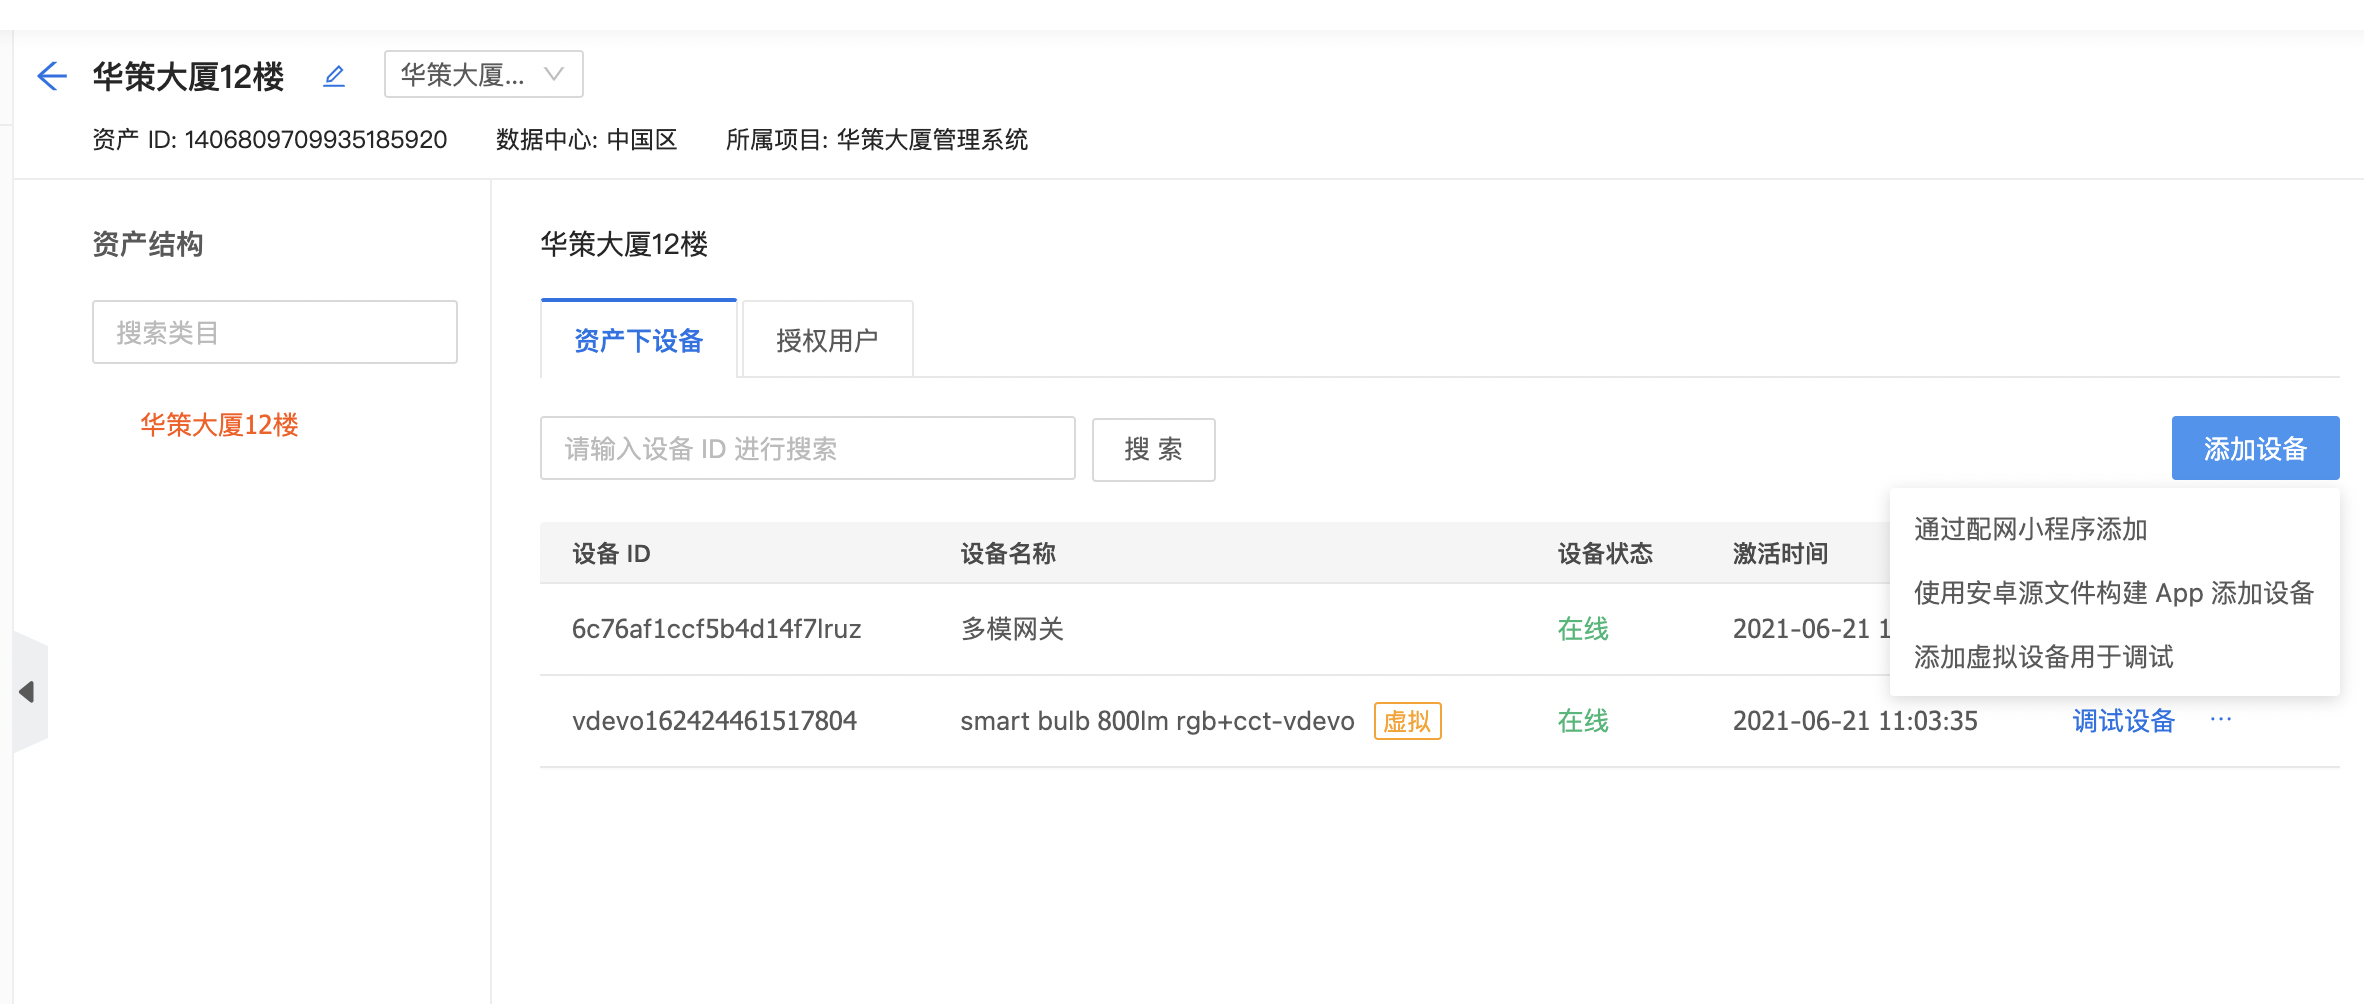 华策大厦12楼 华策大厦...
资产 ID: 1406809709935185920 数据中心: 中国区 所属项目: 华策大厦管理系统
资产结构
搜索类目
华策大厦12楼
华策大厦12楼
资产下设备 授权用户
请输入设备 ID 进行搜索 搜 索 添加设备
通过配网小程序添加
使用安卓源文件构建 App 添加设备
添加虚拟设备用于调试
设备 ID 设备名称 设备状态 激活时间
6c76af1ccf5b4d14f7lruz 多模网关 在线 2021-06-21 1
vdevo162424461517804 smart bulb 800lm rgb+cct-vdevo 虚拟 在线 2021-06-21 11:03:35 调试设备 ···